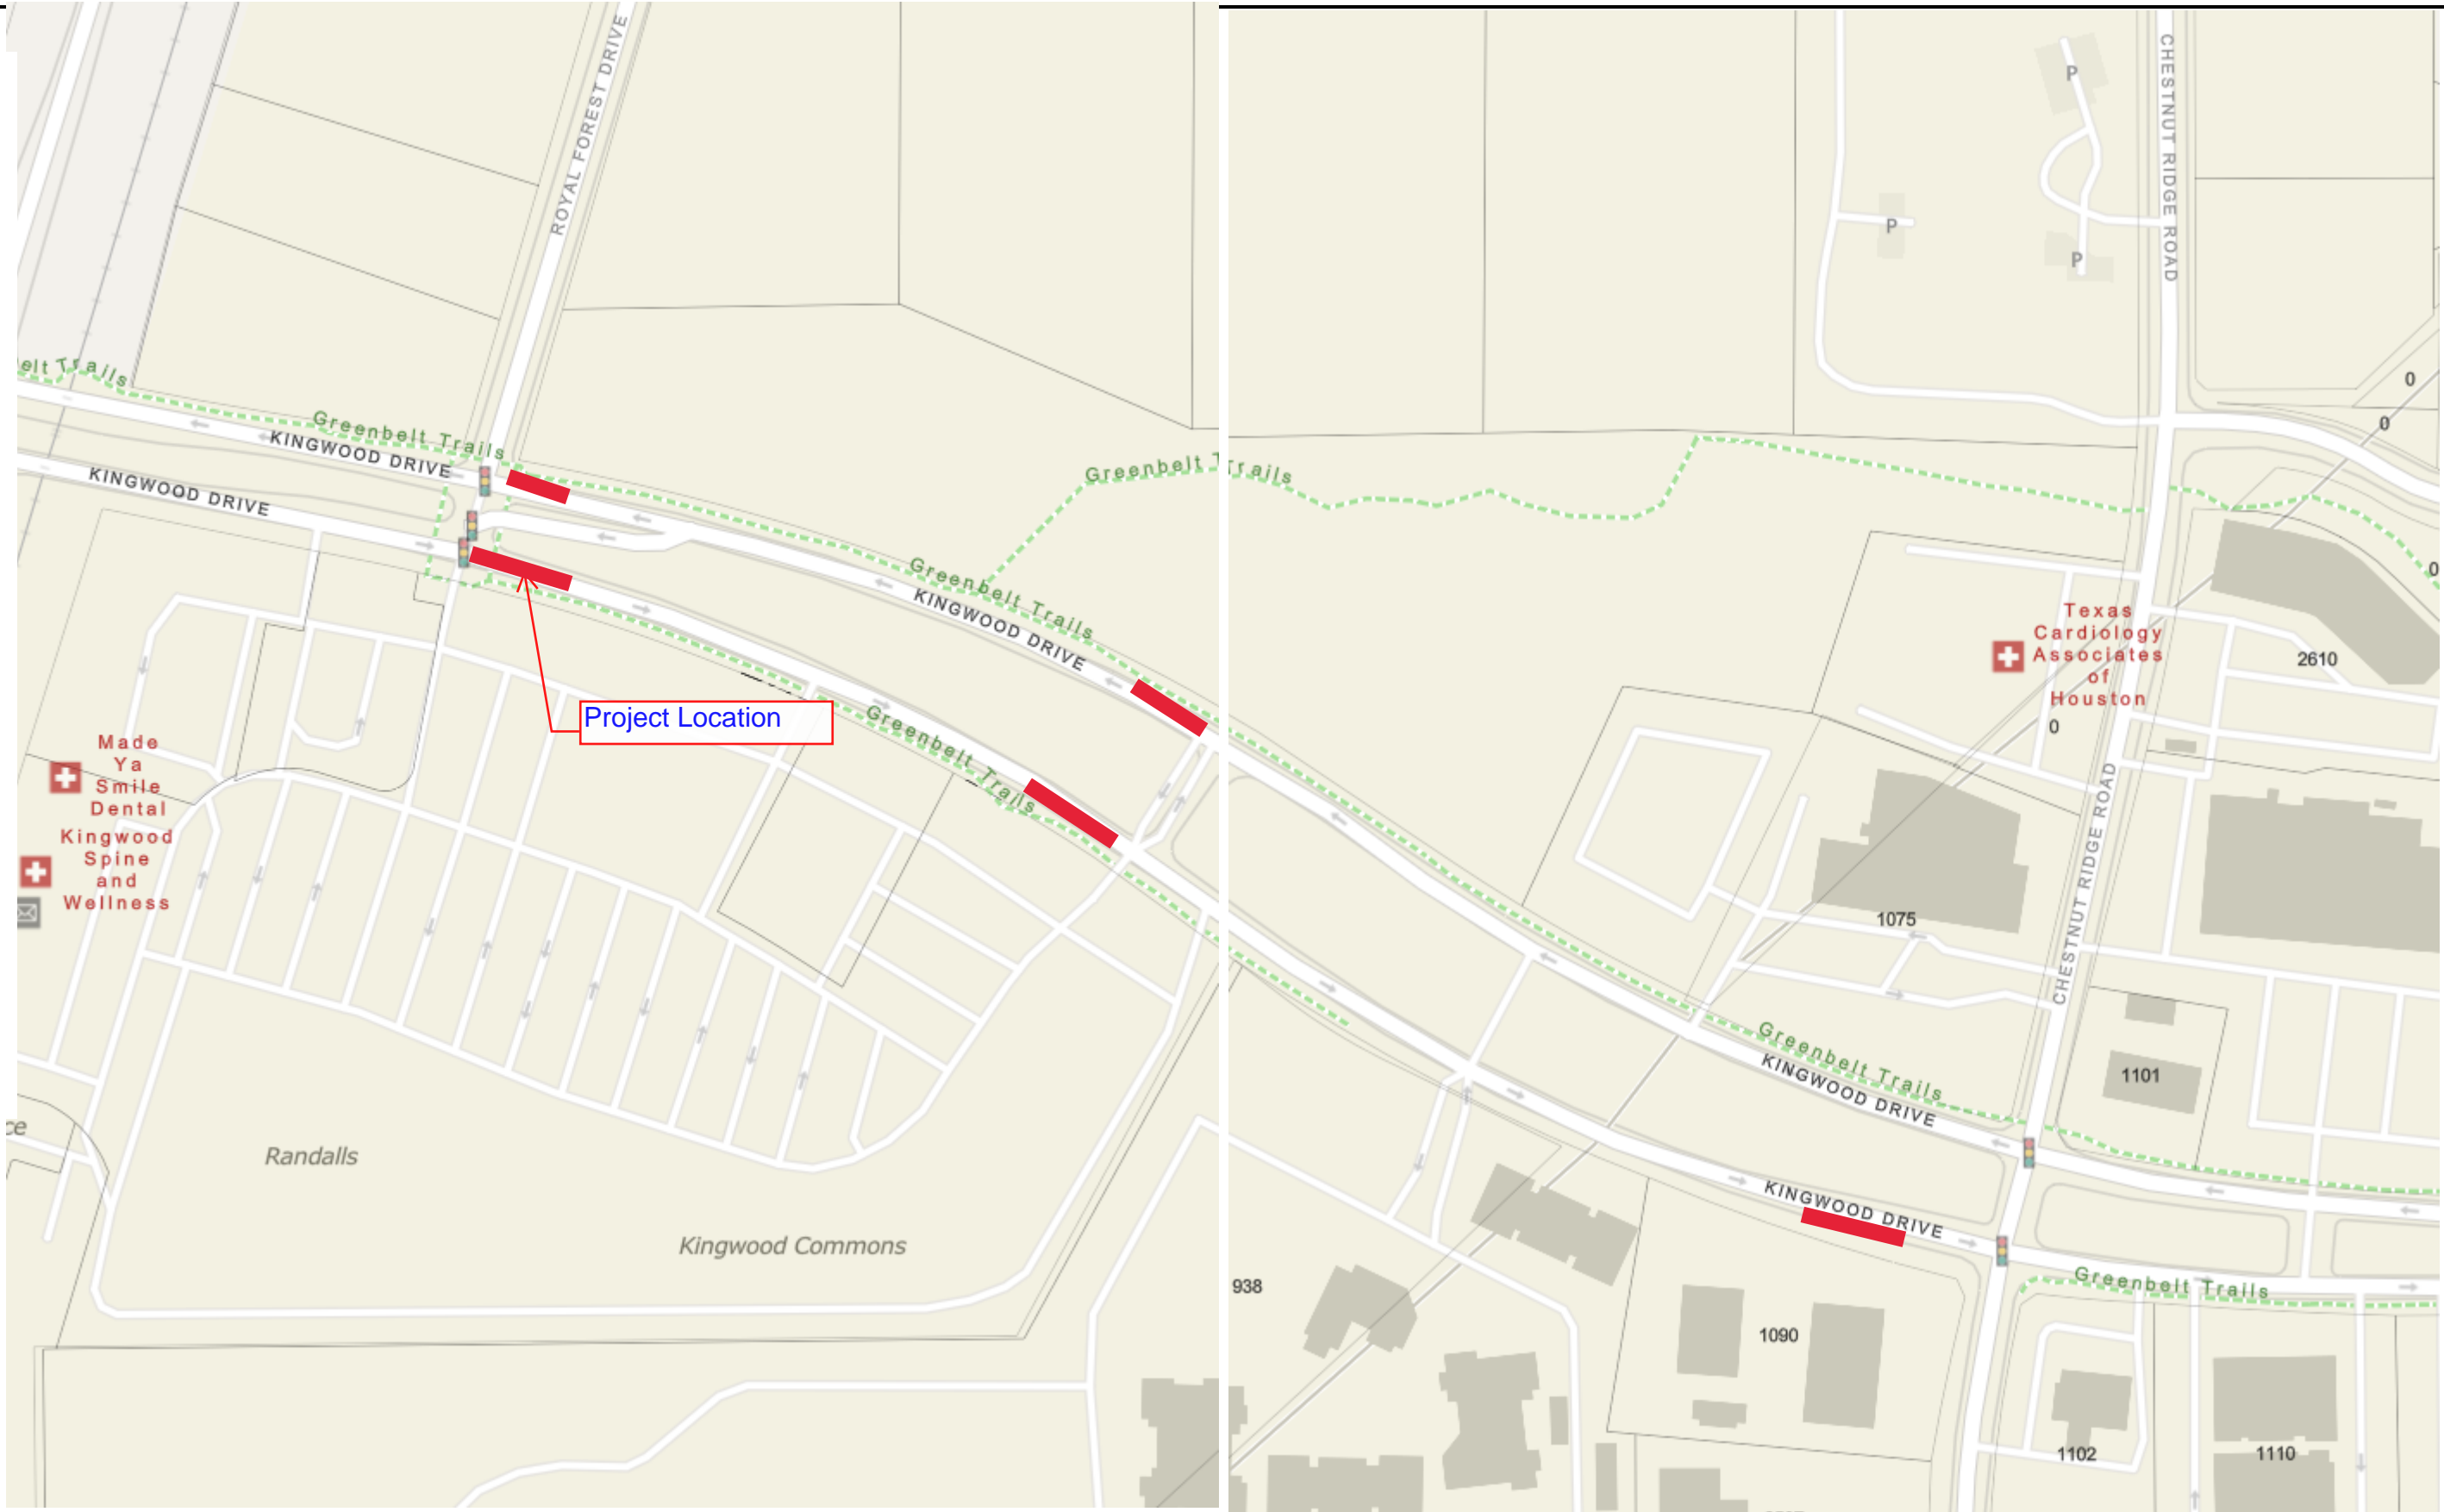 ROYAL FOREST DRIVE
CHESTNUT RIDGE ROAD
P
P
P
elt Trails
Greenbelt Trails
KINGWOOD DRIVE
KINGWOOD DRIVE
Greenbelt Trails
0
0
0
Greenbelt Trails
KINGWOOD DRIVE
Texas
Cardiology
Associates
of
Houston
2610
0
Project Location
Greenbelt Trails
Made
Ya
Smile
Dental
Kingwood
Spine
and
Wellness
CHESTNUT RIDGE ROAD
1075
Greenbelt Trails
KINGWOOD DRIVE
1101
ce
Randalls
Kingwood Commons
KINGWOOD DRIVE
938
Greenbelt Trails
1090
1102
1110